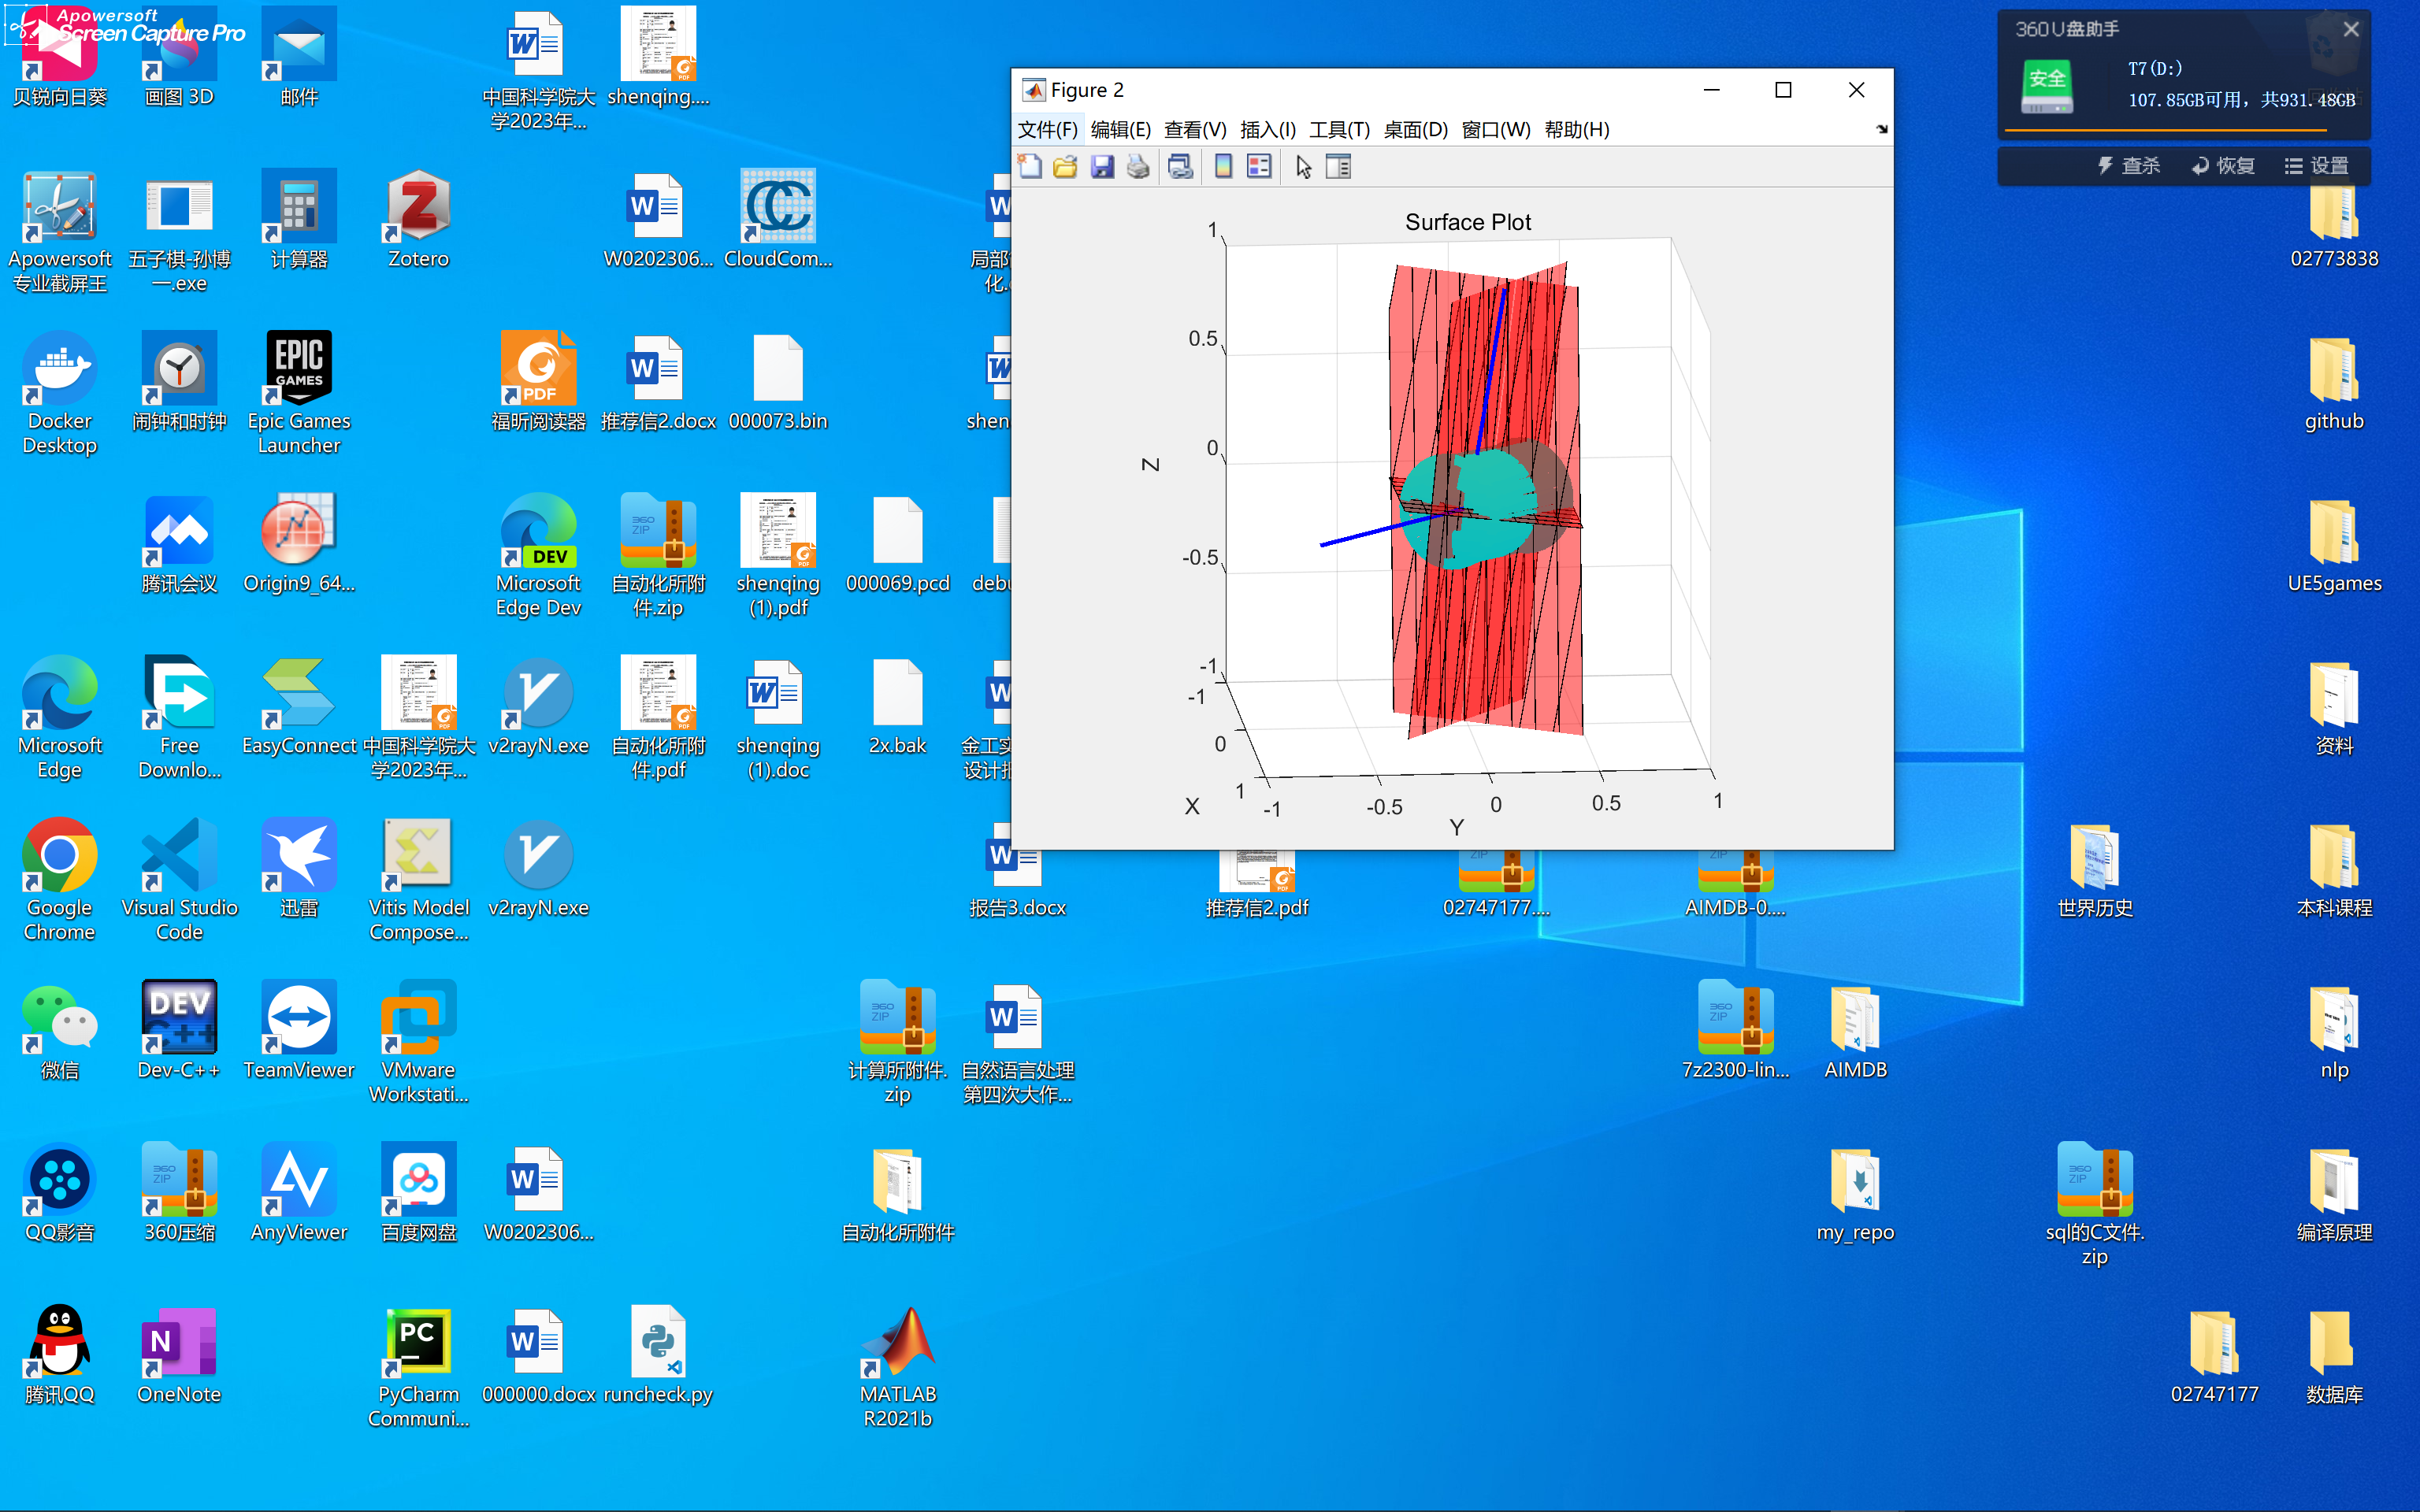 Apowersoft
Screen Capture Pro
贝锐向日葵
画图 3D
邮件
中国科学院大
学2023年...
shenqing....
Apowersoft
专业截屏王
五子棋-孙博
一.exe
计算器
Zotero
W0202306...
CloudCom...
Docker
Desktop
闹钟和时钟
EPIC
GAMES
Epic Games
Launcher
PDF
福昕阅读器
推荐信2.docx
000073.bin
腾讯会议
Origin9_64...
DEV
Microsoft
Edge Dev
自动化所附
件.zip
shenqing
(1).pdf
000069.pcd
Microsoft
Edge
Free
Downlo...
EasyConnect
中国科学院大
学2023年...
v2rayN.exe
自动化所附
件.pdf
shenqing
(1).doc
2x.bak
Google
Chrome
Visual Studio
Code
迅雷
Vitis Model
Compose...
v2rayN.exe
报告3.docx
推荐信2.pdf
02747177....
AIMDB-0....
世界历史
本科课程
微信
DEV
C++
Dev-C++
TeamViewer
VMware
Workstati...
计算所附件.
zip
自然语言处理
第四次大作...
7z2300-lin...
AIMDB
nlp
QQ影音
360压缩
AnyViewer
百度网盘
W0202306...
自动化所附件
my_repo
sql的C文件.
zip
编译原理
腾讯QQ
OneNote
PC
PyCharm
Communi...
000000.docx
runcheck.py
MATLAB
R2021b
02747177
数据库
Figure 2
文件(F) 编辑(E) 查看(V) 插入(I) 工具(T) 桌面(D) 窗口(W) 帮助(H)
Surface Plot
1
0.5
0
-0.5
-1
Z
-1
0
1
X
-1
-0.5
0
0.5
1
Y
360U盘助手
安全
T7(D:)
107.85GB可用，共931.48GB
查杀 恢复 设置
02773838
github
UE5games
资料